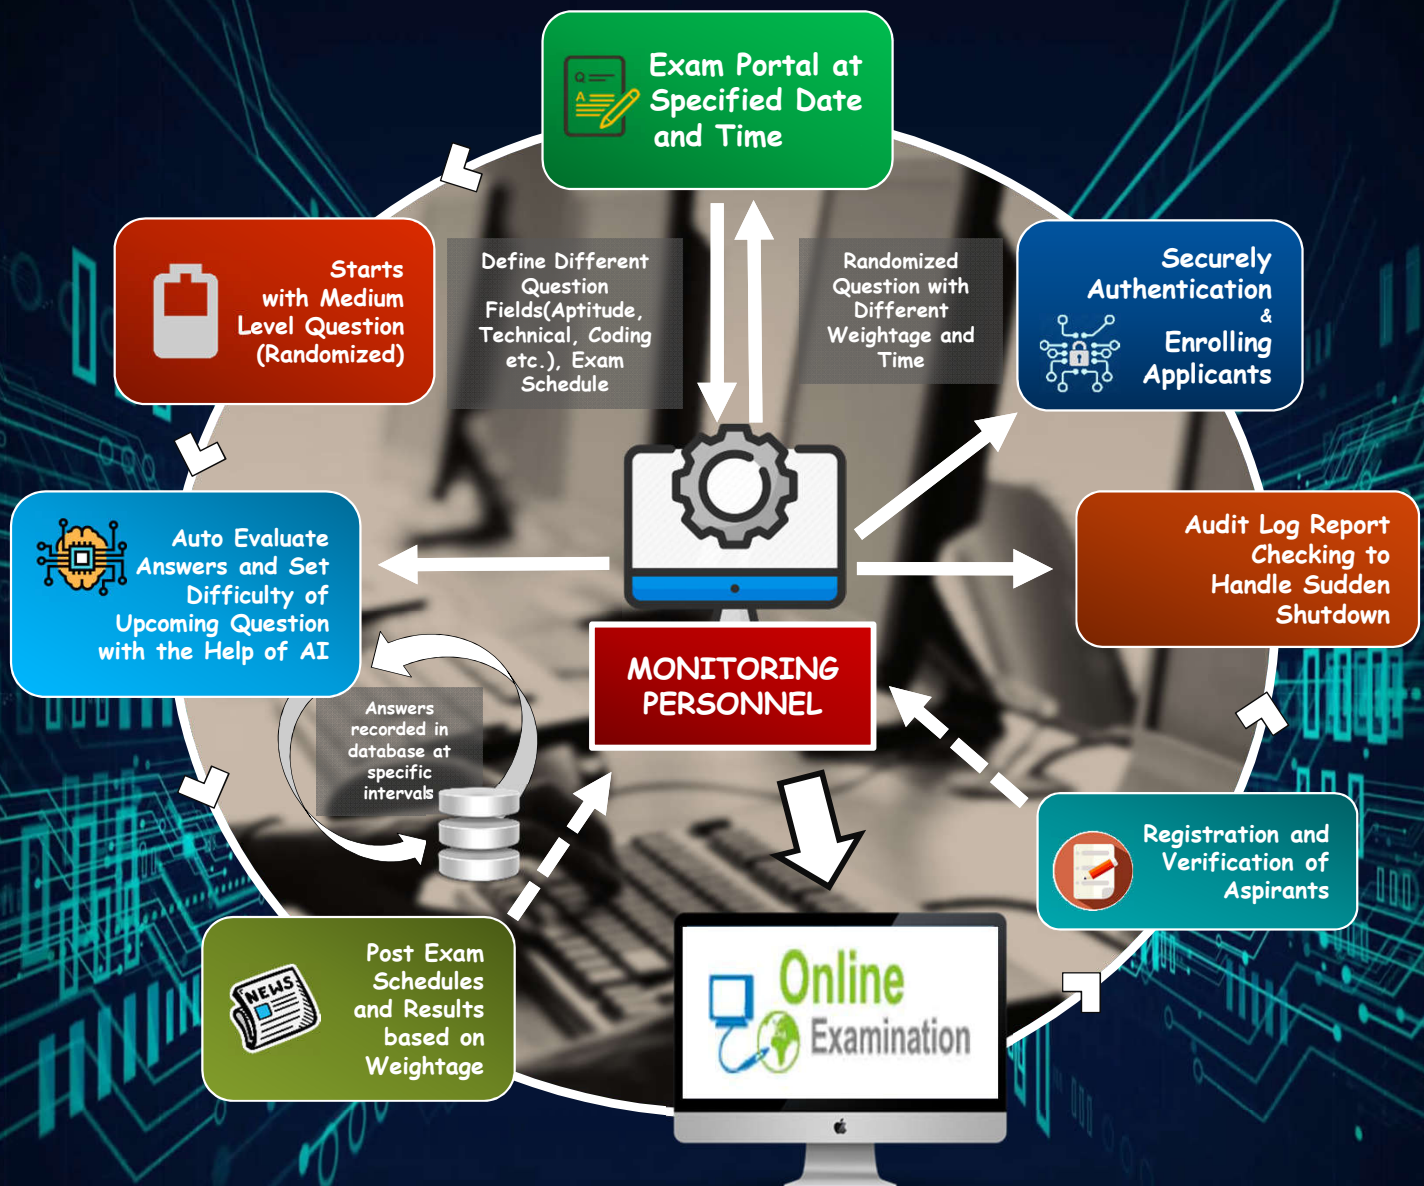 Exam Portal at
Specified Date
and Time
Q
A
Starts
with Medium
Level Question
(Randomized)
Define Different
Question
Fields(Aptitude,
Technical, Coding
etc.), Exam
Schedule
Randomized
Question with
Different
Weightage and
Time
Securely
Authentication
&
Enrolling
Applicants
Auto Evaluate
Answers and Set
Difficulty of
Upcoming Question
with the Help of AI
Audit Log Report
Checking to
Handle Sudden
Shutdown
MONITORING
PERSONNEL
Answers
recorded in
database at
specific
intervals
Registration and
Verification of
Aspirants
Post Exam
Schedules
and Results
based on
Weightage
NEWS
Online
Examination